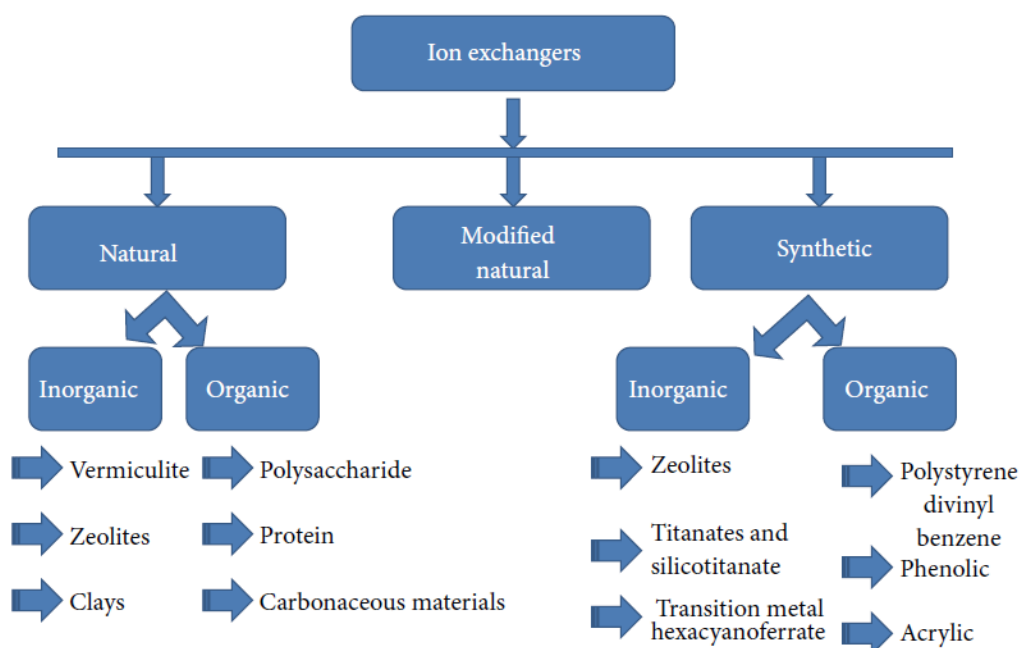 Ion exchangers
Natural
Modified
natural
Synthetic
Inorganic
Organic
Inorganic
Organic
Vermiculite
Zeolites
Clays
Polysaccharide
Protein
Carbonaceous materials
Zeolites
Titanates and
silicotitanate
Transition metal
hexacyanoferrate
Polystyrene
divinyl
benzene
Phenolic
Acrylic